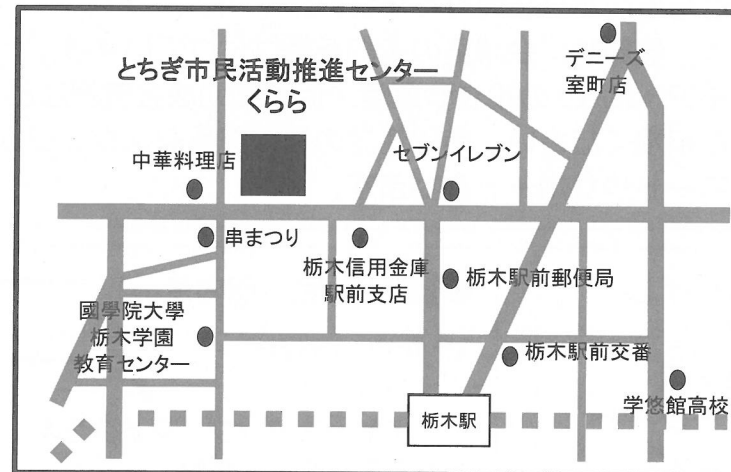 デニーズ
室町店
とちぎ市民活動推進センター
くらら
中華料理店
セブンイレブン
串まつり
栃木信用金庫
駅前支店
栃木駅前郵便局
國學院大學
栃木学園
教育センター
栃木駅前交番
学悠館高校
栃木駅